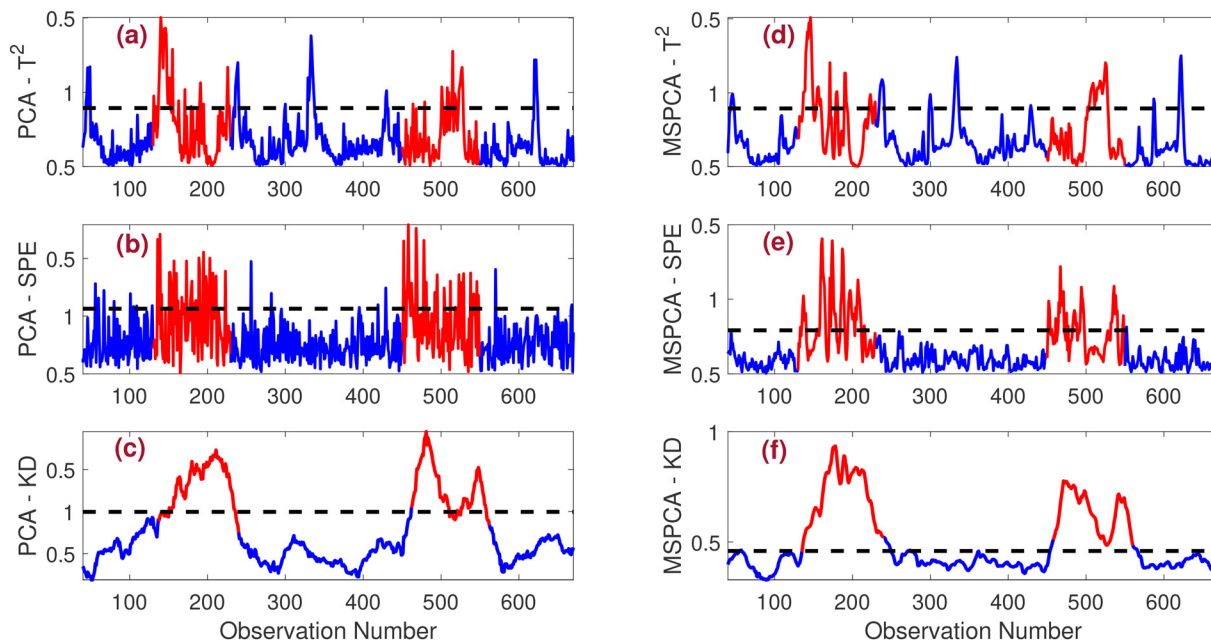 (a)
PCA - T2
0.5
1
0.5
100 200 300 400 500 600
(b)
PCA - SPE
0.5
1
0.5
100 200 300 400 500 600
(c)
PCA - KD
0.5
1
0.5
100 200 300 400 500 600
Observation Number
(d)
MSPCA - T2
0.5
1
0.5
100 200 300 400 500 600
(e)
MSPCA - SPE
0.5
1
0.5
100 200 300 400 500 600
(f)
MSPCA - KD
1
0.5
100 200 300 400 500 600
Observation Number